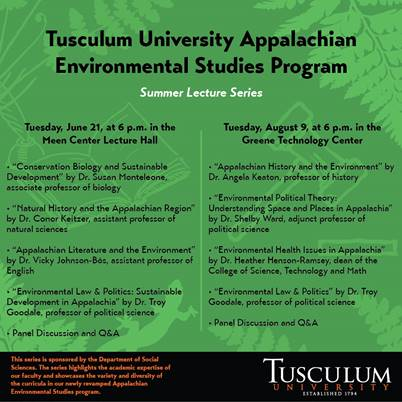 Tusculum University Appalachian
Environmental Studies Program
Summer Lecture Series
Tuesday, June 21, at 6 p.m. in the
Meen Center Lecture Hall
• "Conservation Biology and Sustainable
Development" by Dr. Susan Monteleone,
associate professor of biology
• "Natural History and the Appalachian Region"
by Dr. Conor Keitzer, assistant professor of
natural sciences
• "Appalachian Literature and the Environment"
by Dr. Vicky Johnson-Bös, assistant professor of
English
• "Environmental Law & Politics: Sustainable
Development in Appalachia" by Dr. Troy
Goodale, professor of political science
• Panel Discussion and Q&A
Tuesday, August 9, at 6 p.m. in the
Greene Technology Center
• "Appalachian History and the Environment" by
Dr. Angela Keaton, professor of history
• "Environmental Political Theory:
Understanding Space and Places in Appalachia"
by Dr. Shelby Ward, adjunct professor of
political science
• "Environmental Health Issues in Appalachia"
by Dr. Heather Henson-Ramsey, dean of the
College of Science, Technology and Math
• "Environmental Law & Politics" by Dr. Troy
Goodale, professor of political science
• Panel Discussion and Q&A
This series is sponsored by the Department of Social
Sciences. The series highlights the academic expertise of
our faculty and showcases the variety and diversity of
the curricula in our newly revamped Appalachian
Environmental Studies program.
TUSCULUM
UNIVERSITY
ESTABLISHED 1794